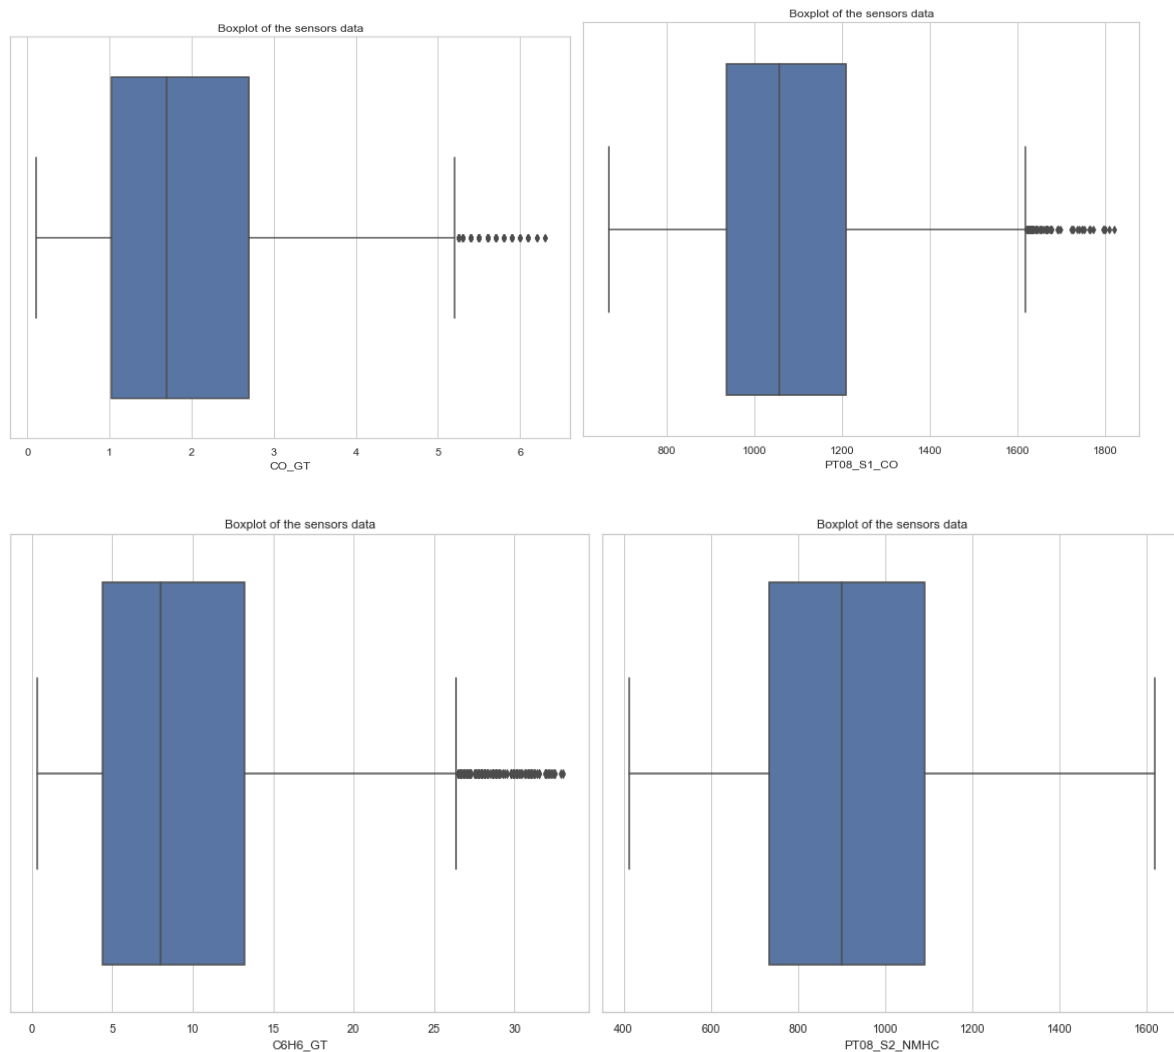 Boxplot of the sensors data
0 1 2 3 4 5 6
CO_GT
Boxplot of the sensors data
800 1000 1200 1400 1600 1800
PT08_S1_CO
Boxplot of the sensors data
0 5 10 15 20 25 30
C6H6_GT
Boxplot of the sensors data
400 600 800 1000 1200 1400 1600
PT08_S2_NMHC